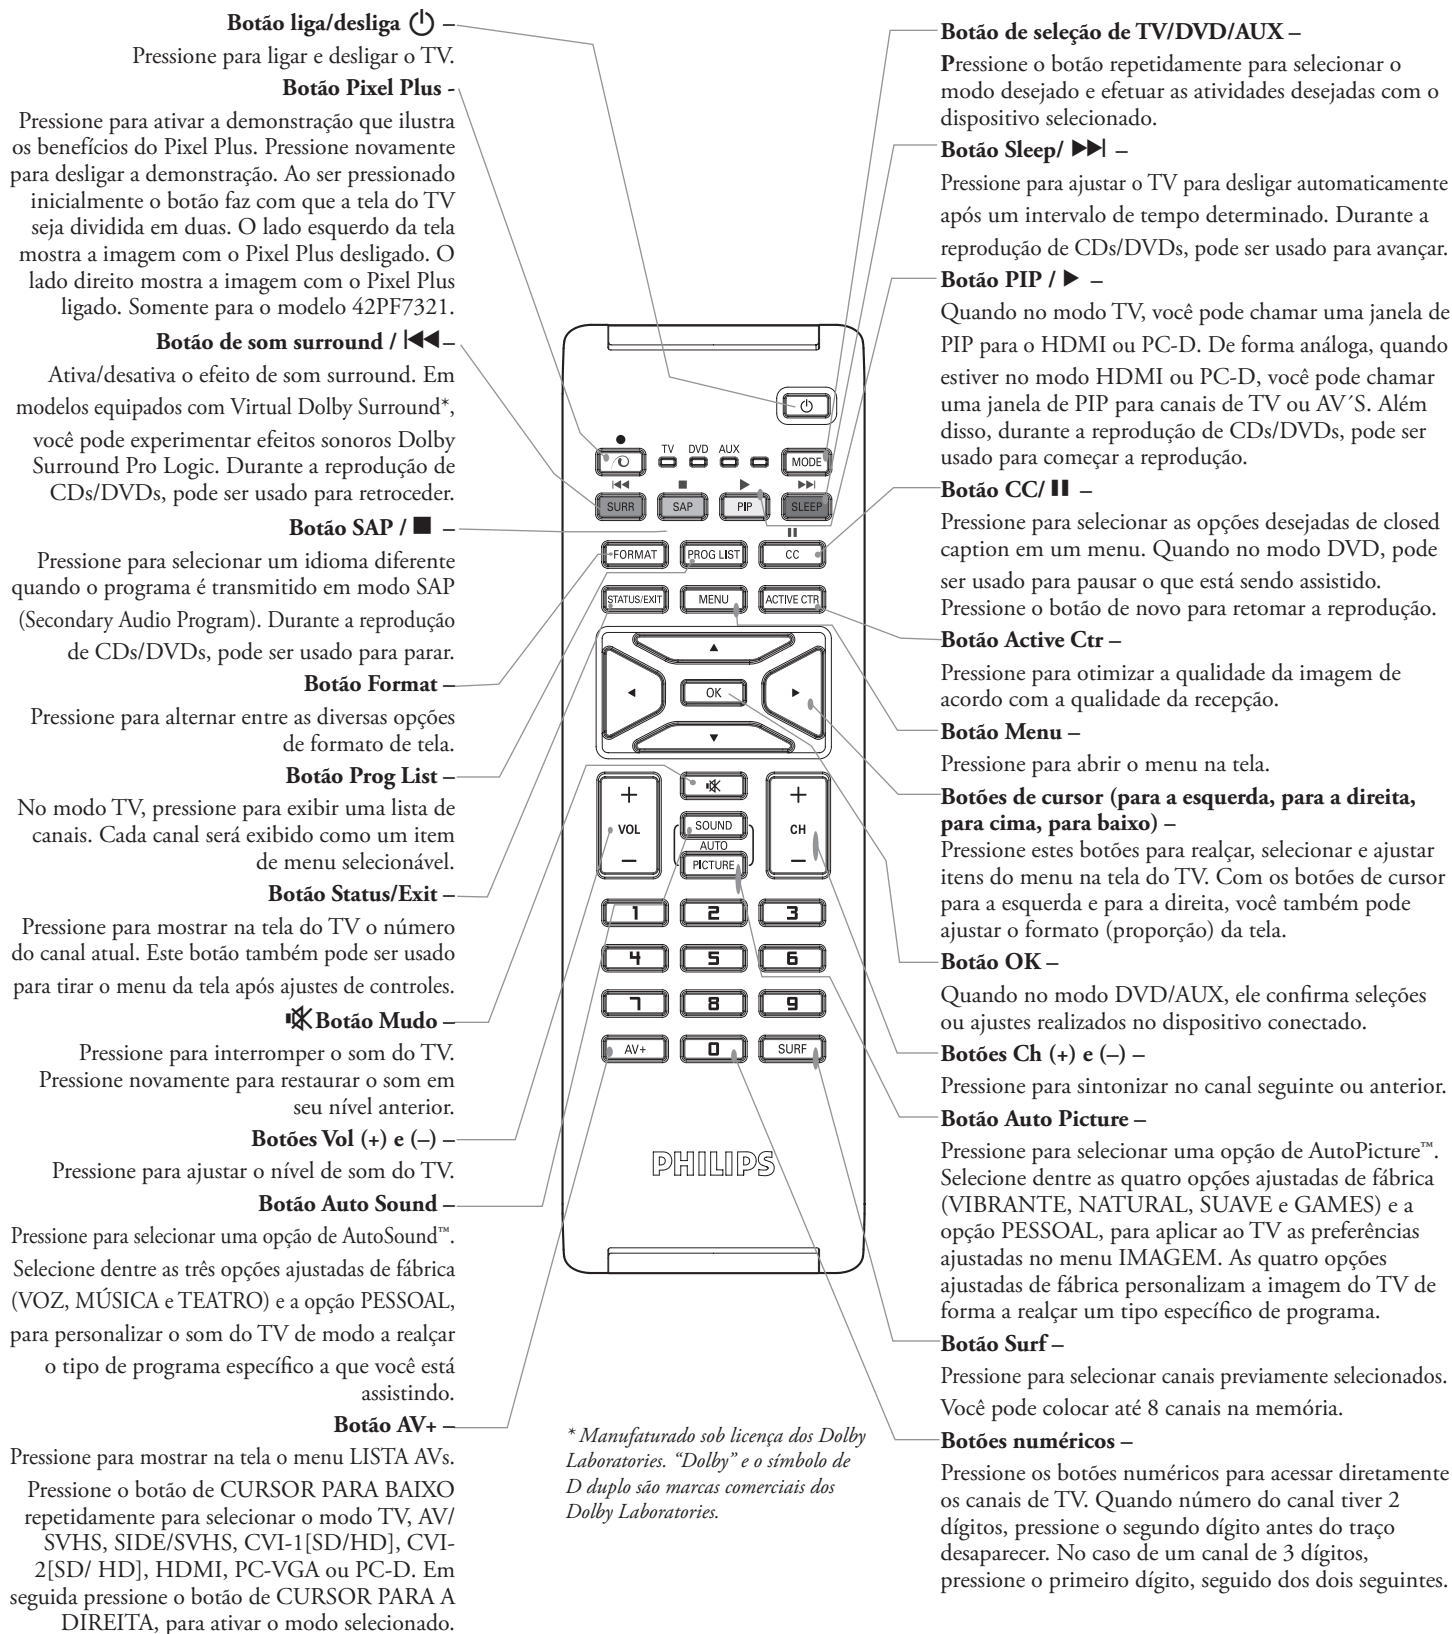 Botão liga/desliga –
Pressione para ligar e desligar o TV.
Botão Pixel Plus -
Pressione para ativar a demonstração que ilustra
os benefícios do Pixel Plus. Pressione novamente
para desligar a demonstração. Ao ser pressionado
inicialmente o botão faz com que a tela do TV
seja dividida em duas. O lado esquerdo da tela
mostra a imagem com o Pixel Plus desligado. O
lado direito mostra a imagem com o Pixel Plus
ligado. Somente para o modelo 42PF7321.
Botão de som surround / |◀◀ –
Ativa/desativa o efeito de som surround. Em
modelos equipados com Virtual Dolby Surround*,
você pode experimentar efeitos sonoros Dolby
Surround Pro Logic. Durante a reprodução de
CDs/DVDs, pode ser usado para retroceder.
Botão SAP / ■ –
Pressione para selecionar um idioma diferente
quando o programa é transmitido em modo SAP
(Secondary Audio Program). Durante a reprodução
de CDs/DVDs, pode ser usado para parar.
Botão Format –
Pressione para alternar entre as diversas opções
de formato de tela.
Botão Prog List –
No modo TV, pressione para exibir uma lista de
canais. Cada canal será exibido como um item
de menu selecionável.
Botão Status/Exit –
Pressione para mostrar na tela do TV o número
do canal atual. Este botão também pode ser usado
para tirar o menu da tela após ajustes de controles.
Botão Mudo –
Pressione para interromper o som do TV.
Pressione novamente para restaurar o som em
seu nível anterior.
Botões Vol (+) e (–) –
Pressione para ajustar o nível de som do TV.
Botão Auto Sound –
Pressione para selecionar uma opção de AutoSound™.
Selecione dentre as três opções ajustadas de fábrica
(VOZ, MÚSICA e TEATRO) e a opção PESSOAL,
para personalizar o som do TV de modo a realçar
o tipo de programa específico a que você está
assistindo.
Botão AV+ –
Pressione para mostrar na tela o menu LISTA AVs.
Pressione o botão de CURSOR PARA BAIXO
repetidamente para selecionar o modo TV, AV/
SVHS, SIDE/SVHS, CVI-1[SD/HD], CVI-
2[SD/ HD], HDMI, PC-VGA ou PC-D. Em
seguida pressione o botão de CURSOR PARA A
DIREITA, para ativar o modo selecionado.
TV DVD AUX
MODE
SURR SAP PIP SLEEP
FORMAT PROG LIST CC
STATUS/EXIT MENU ACTIVE CTR
OK
+ +
VOL SOUND CH
AUTO
– PICTURE –
1 2 3
4 5 6
7 8 9
AV+ 0 SURF
PHILIPS
* Manufaturado sob licença dos Dolby
Laboratories. “Dolby” e o símbolo de
D duplo são marcas comerciais dos
Dolby Laboratories.
Botão de seleção de TV/DVD/AUX –
Pressione o botão repetidamente para selecionar o
modo desejado e efetuar as atividades desejadas com o
dispositivo selecionado.
Botão Sleep/ ▶▶| –
Pressione para ajustar o TV para desligar automaticamente
após um intervalo de tempo determinado. Durante a
reprodução de CDs/DVDs, pode ser usado para avançar.
Botão PIP / ▶ –
Quando no modo TV, você pode chamar uma janela de
PIP para o HDMI ou PC-D. De forma análoga, quando
estiver no modo HDMI ou PC-D, você pode chamar
uma janela de PIP para canais de TV ou AV´S. Além
disso, durante a reprodução de CDs/DVDs, pode ser
usado para começar a reprodução.
Botão CC/ ❚❚ –
Pressione para selecionar as opções desejadas de closed
caption em um menu. Quando no modo DVD, pode
ser usado para pausar o que está sendo assistido.
Pressione o botão de novo para retomar a reprodução.
Botão Active Ctr –
Pressione para otimizar a qualidade da imagem de
acordo com a qualidade da recepção.
Botão Menu –
Pressione para abrir o menu na tela.
Botões de cursor (para a esquerda, para a direita,
para cima, para baixo) –
Pressione estes botões para realçar, selecionar e ajustar
itens do menu na tela do TV. Com os botões de cursor
para a esquerda e para a direita, você também pode
ajustar o formato (proporção) da tela.
Botão OK –
Quando no modo DVD/AUX, ele confirma seleções
ou ajustes realizados no dispositivo conectado.
Botões Ch (+) e (–) –
Pressione para sintonizar no canal seguinte ou anterior.
Botão Auto Picture –
Pressione para selecionar uma opção de AutoPicture™.
Selecione dentre as quatro opções ajustadas de fábrica
(VIBRANTE, NATURAL, SUAVE e GAMES) e a
opção PESSOAL, para aplicar ao TV as preferências
ajustadas no menu IMAGEM. As quatro opções
ajustadas de fábrica personalizam a imagem do TV de
forma a realçar um tipo específico de programa.
Botão Surf –
Pressione para selecionar canais previamente selecionados.
Você pode colocar até 8 canais na memória.
Botões numéricos –
Pressione os botões numéricos para acessar diretamente
os canais de TV. Quando número do canal tiver 2
dígitos, pressione o segundo dígito antes do traço
desaparecer. No caso de um canal de 3 dígitos,
pressione o primeiro dígito, seguido dos dois seguintes.